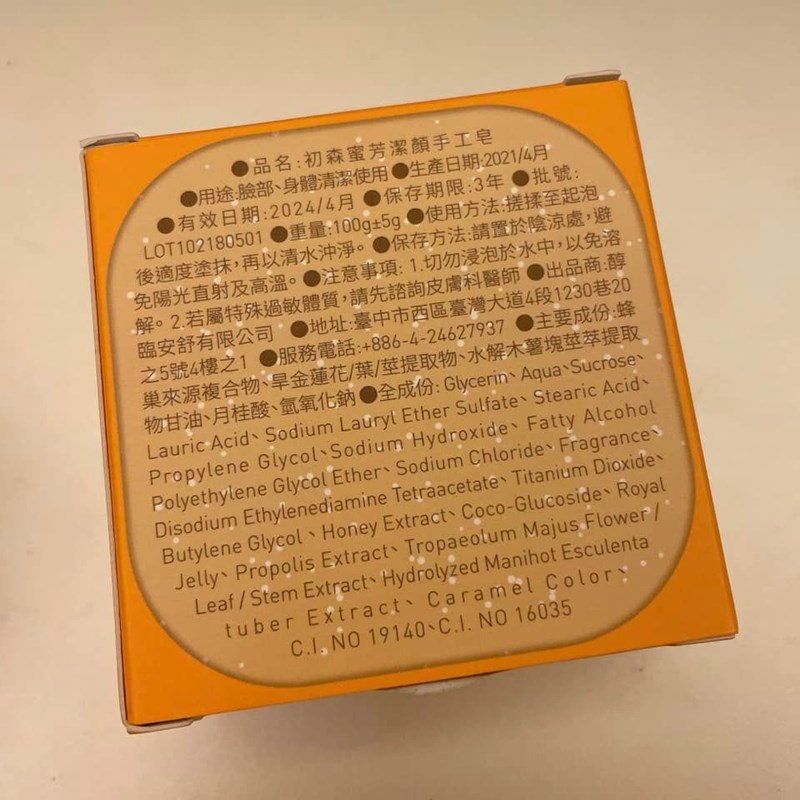 ●品名:初森蜜芳潔顏手工皂
●用途:臉部、身體清潔使用 ●生產日期:2021/4月
●有效日期:2024/4月 ●保存期限:3年 ●批號:
LOT102180501 ●重量:100g±5g ●使用方法:搓揉至起泡
後適度塗抹,再以清水沖淨。●保存方法:請置於陰涼處,避
免陽光直射及高溫。●注意事項: 1.切勿浸泡於水中,以免溶
解。2.若屬特殊過敏體質,請先諮詢皮膚科醫師 ●出品商:醇
臨安舒有限公司 ●地址:臺中市西區臺灣大道4段1230巷20
之5號4樓之1 ●服務電話:+886-4-24627937 ●主要成份:蜂
巢來源複合物、旱金蓮花/葉/莖提取物、水解木薯塊莖萃提取
物甘油、月桂酸、氫氧化鈉 ●全成份: Glycerin、Aqua、Sucrose、
Lauric Acid、Sodium Lauryl Ether Sulfate、Stearic Acid、
Propylene Glycol、Sodium Hydroxide、Fatty Alcohol
Polyethylene Glycol Ether、Sodium Chloride、Fragrance、
Disodium Ethylenediamine Tetraacetate、Titanium Dioxide、
Butylene Glycol、Honey Extract、Coco-Glucoside、Royal
Jelly、Propolis Extract、Tropaeolum Majus Flower /
Leaf / Stem Extract、Hydrolyzed Manihot Esculenta
tuber Extract、Caramel Color、
C.I. NO 19140、C.I. NO 16035